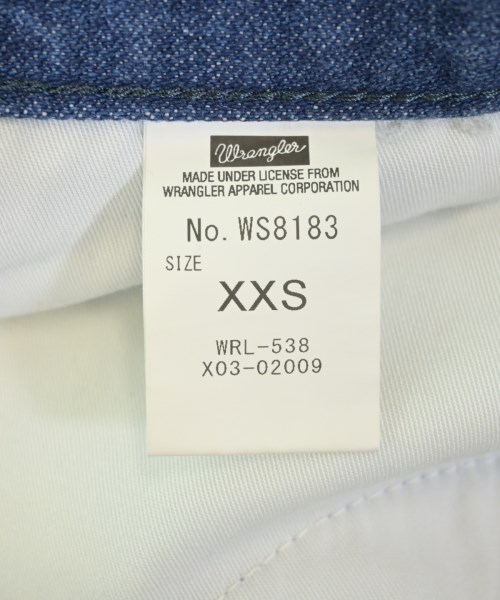 Wrangler
MADE UNDER LICENSE FROM
WRANGLER APPAREL CORPORATION
No. WS8183
SIZE
XXS
WRL-538
X03-02009